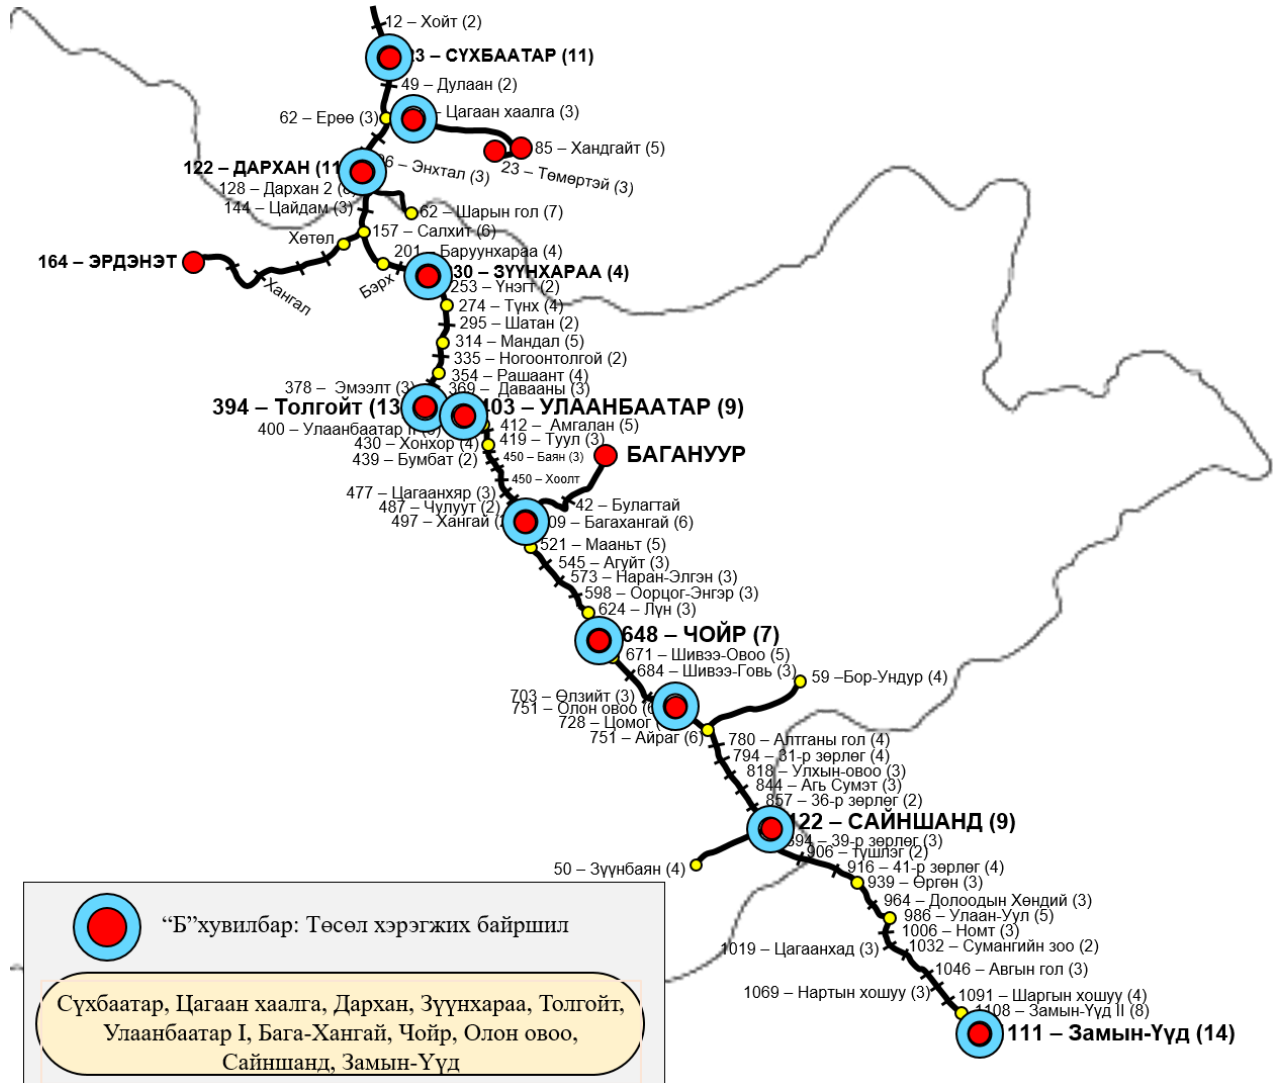 12 – Хойт (2)
23 – СҮХБААТАР (11)
49 – Дулаан (2)
– Цагаан хаалга (3)
62 – Ерөө (3)
85 – Хандгайт (5)
23 – Төмөртэй (3)
– Энхтал (3)
122 – ДАРХАН (11
128 – Дархан 2
144 – Цайдам (3)
62 – Шарын гол (7)
157 – Салхит (6)
Хөтөл
201 – Баруунхараа (4)
164 – ЭРДЭНЭТ
Хангал
Бэрх
30 – ЗҮҮНХАРАА (4)
253 – Үнэгт (2)
274 – Түнх (4)
295 – Шатан (2)
314 – Мандал (5)
335 – Ногоонтолгой (2)
354 – Рашаант (4)
378 – Эмээлт (3)
369 – Давааны (3)
394 – Толгойт (13
403 – УЛААНБААТАР (9)
400 – Улаанбаатар II
412 – Амгалан (5)
430 – Хонхор (4)
419 – Туул (3)
439 – Бумбат (2)
450 – Баян (3)
БАГАНУУР
450 – Хоолт
477 – Цагаанхяр (3)
487 – Чулуут (2)
42 – Булагтай
497 – Хангай
09 – Багахангай (6)
521 – Мааньт (5)
545 – Агуйт (3)
573 – Наран-Элгэн (3)
598 – Оорцог-Энгэр (3)
624 – Лүн (3)
648 – ЧОЙР (7)
671 – Шивээ-Овоо (5)
684 – Шивээ-Говь (3)
59 –Бор-Ундур (4)
703 – Өлзийт (3)
751 – Олон овоо
728 – Цомог
751 – Айраг (6)
780 – Алтганы гол (4)
794 – 31-р зөрлөг (4)
818 – Улхын-овоо (3)
844 – Агь Сумэт (3)
857 – 36-р зөрлөг (2)
122 – САЙНШАНД (9)
894 – 39-р зөрлөг (3)
906 – Түшлэг (2)
916 – 41-р зөрлөг (4)
50 – Зүүнбаян (4)
939 – Өргөн (3)
964 – Долоодын Хөндий (3)
986 – Улаан-Уул (5)
1006 – Номт (3)
1032 – Сумангийн зоо (2)
1019 – Цагаанхад (3)
1046 – Авгын гол (3)
1069 – Нартын хошуу (3)
1091 – Шаргын хошуу (4)
1108 – Замын-Үүд II (8)
111 – Замын-Үүд (14)
“Б”хувилбар: Төсөл хэрэгжих байршил
Сүхбаатар, Цагаан хаалга, Дархан, Зүүнхараа, Толгойт,
Улаанбаатар I, Бага-Хангай, Чойр, Олон овоо,
Сайншанд, Замын-Үүд